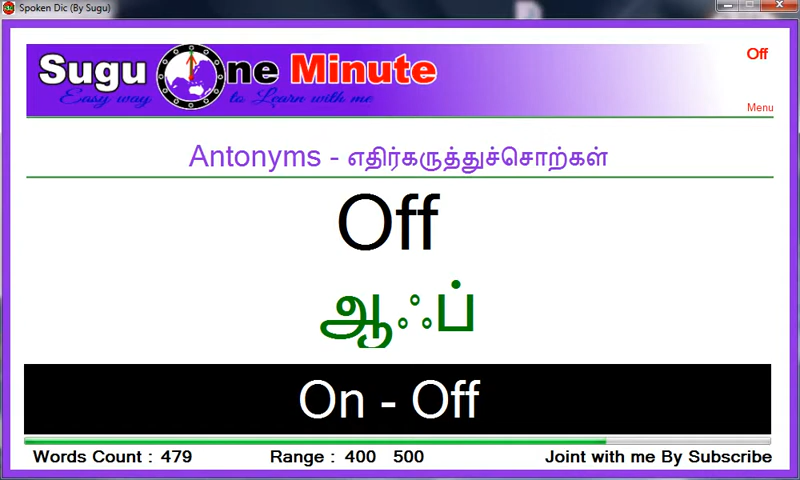 Spoken Dic (By Sugu)
Sugu One Minute
Easy way to Learn with me
Off
Menu
Antonyms - எதிர்கருத்துச்சொற்கள்
Off
ஆஃப்
On - Off
Words Count : 479 Range : 400 500 Joint with me By Subscribe